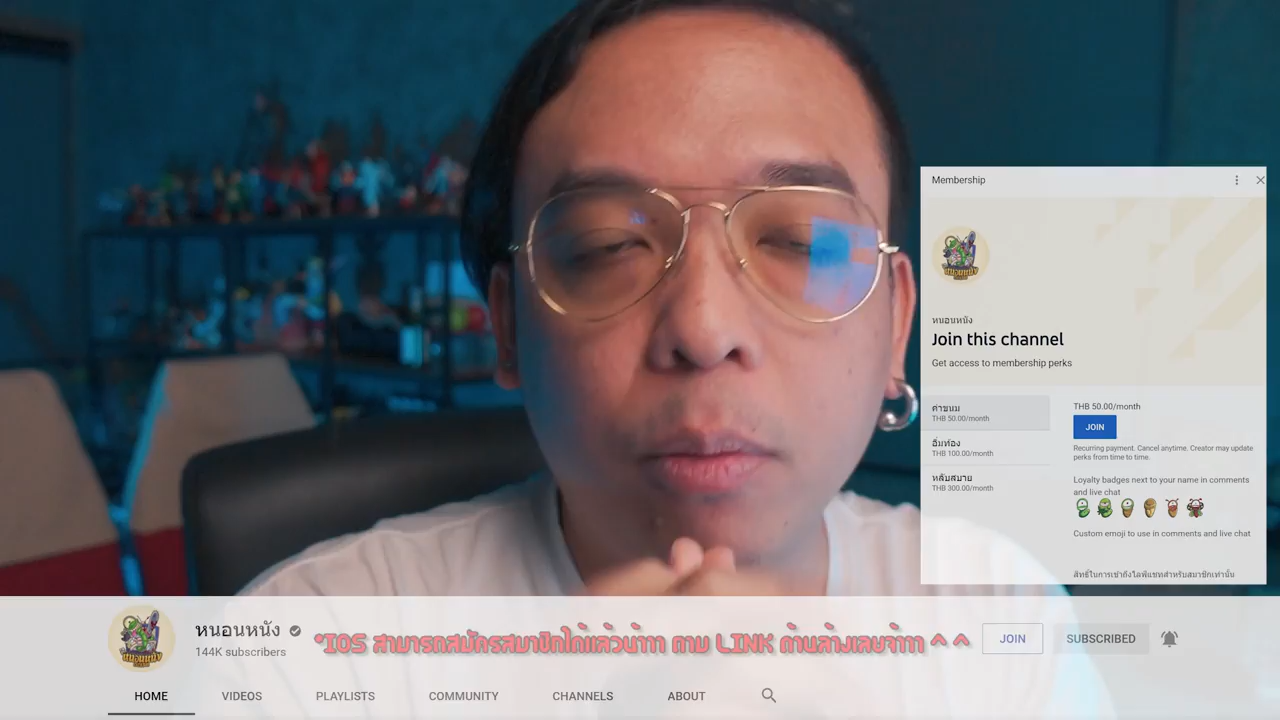 Membership
หนอนหนัง
Join this channel
Get access to membership perks
ค่าขนม
THB 50.00/month
อิ่มท้อง
THB 100.00/month
หลับสบาย
THB 300.00/month
THB 50.00/month
JOIN
Recurring payment. Cancel anytime. Creator may update
perks from time to time.
Loyalty badges next to your name in comments
and live chat
Custom emoji to use in comments and live chat
สิทธิ์ในการเข้าถึงไลฟ์แชทสำหรับสมาชิกเท่านั้น
หนอนหนัง
144K subscribers
*IOS สามารถสมัครสมาชิกได้แล้วน้าาา ตาม LINK ด้านล่างเลยจ้าาา ^ ^
JOIN
SUBSCRIBED
HOME VIDEOS PLAYLISTS COMMUNITY CHANNELS ABOUT